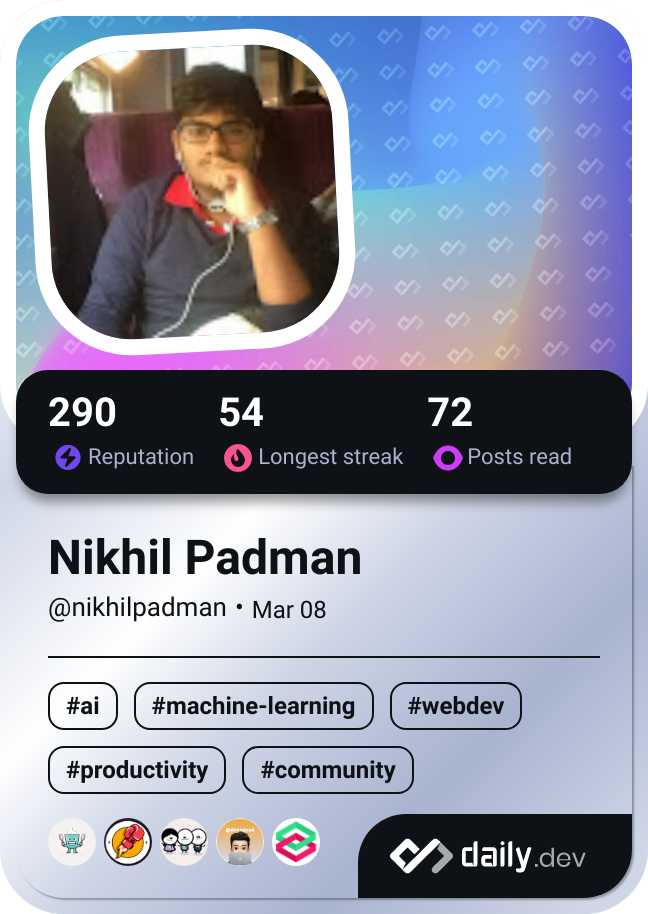 290 54 72
Reputation Longest streak Posts read
Nikhil Padman
@nikhilpadman • Mar 08
#ai #machine-learning #webdev
#productivity #community
daily.dev